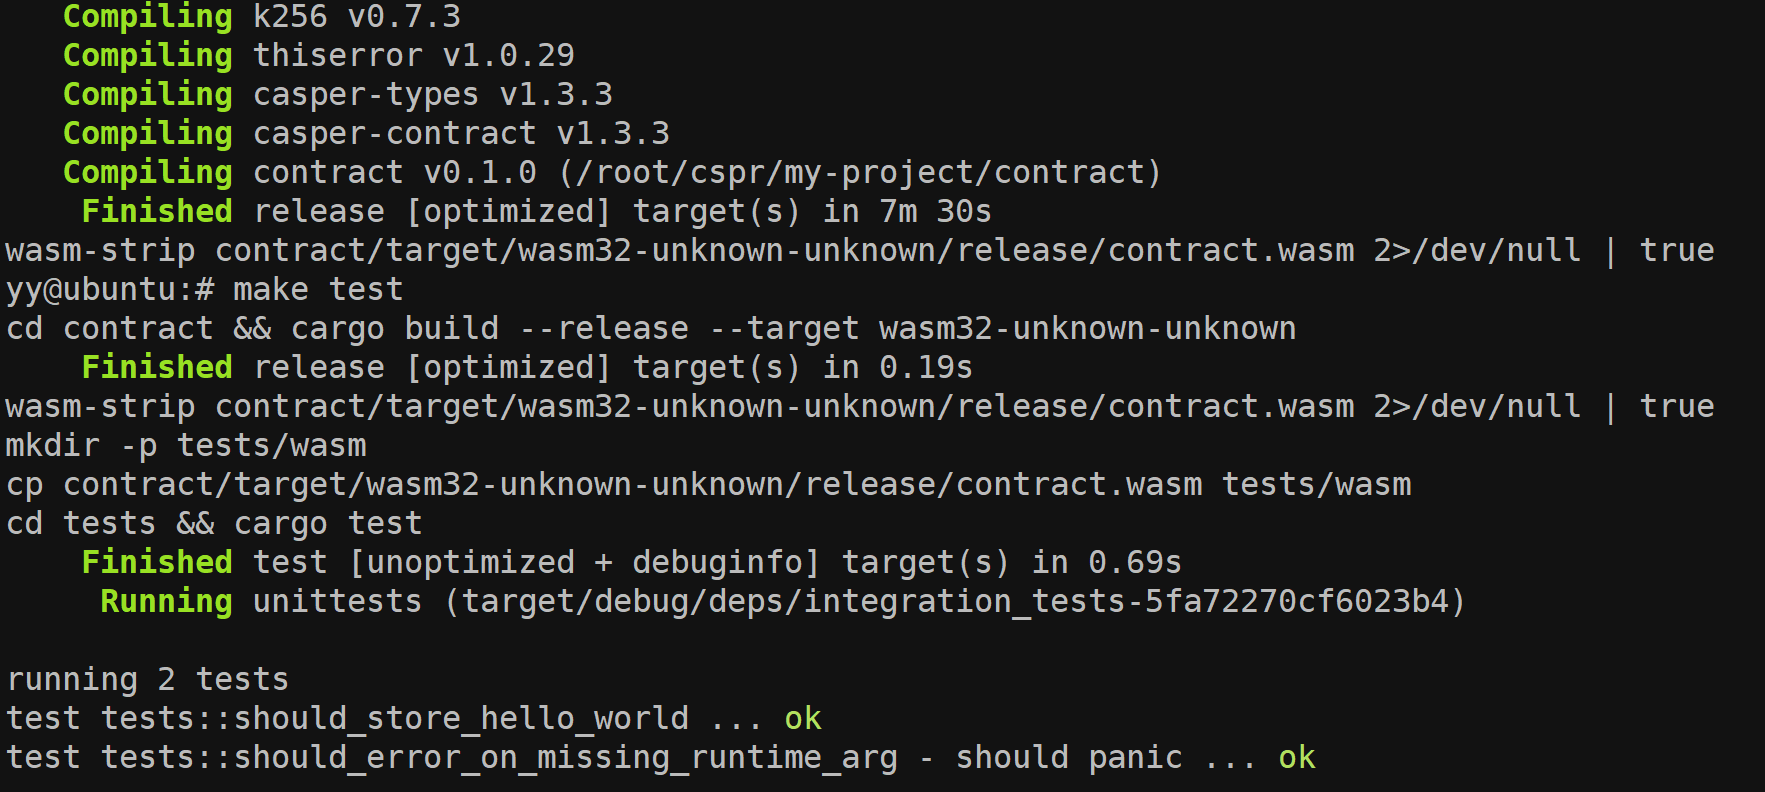 Compiling k256 v0.7.3
Compiling thiserror v1.0.29
Compiling casper-types v1.3.3
Compiling casper-contract v1.3.3
Compiling contract v0.1.0 (/root/cspr/my-project/contract)
Finished release [optimized] target(s) in 7m 30s
wasm-strip contract/target/wasm32-unknown-unknown/release/contract.wasm 2>/dev/null | true
yy@ubuntu:# make test
cd contract && cargo build --release --target wasm32-unknown-unknown
Finished release [optimized] target(s) in 0.19s
wasm-strip contract/target/wasm32-unknown-unknown/release/contract.wasm 2>/dev/null | true
mkdir -p tests/wasm
cp contract/target/wasm32-unknown-unknown/release/contract.wasm tests/wasm
cd tests && cargo test
Finished test [unoptimized + debuginfo] target(s) in 0.69s
Running unittests (target/debug/deps/integration_tests-5fa72270cf6023b4)
running 2 tests
test tests::should_store_hello_world ... ok
test tests::should_error_on_missing_runtime_arg - should panic ... ok